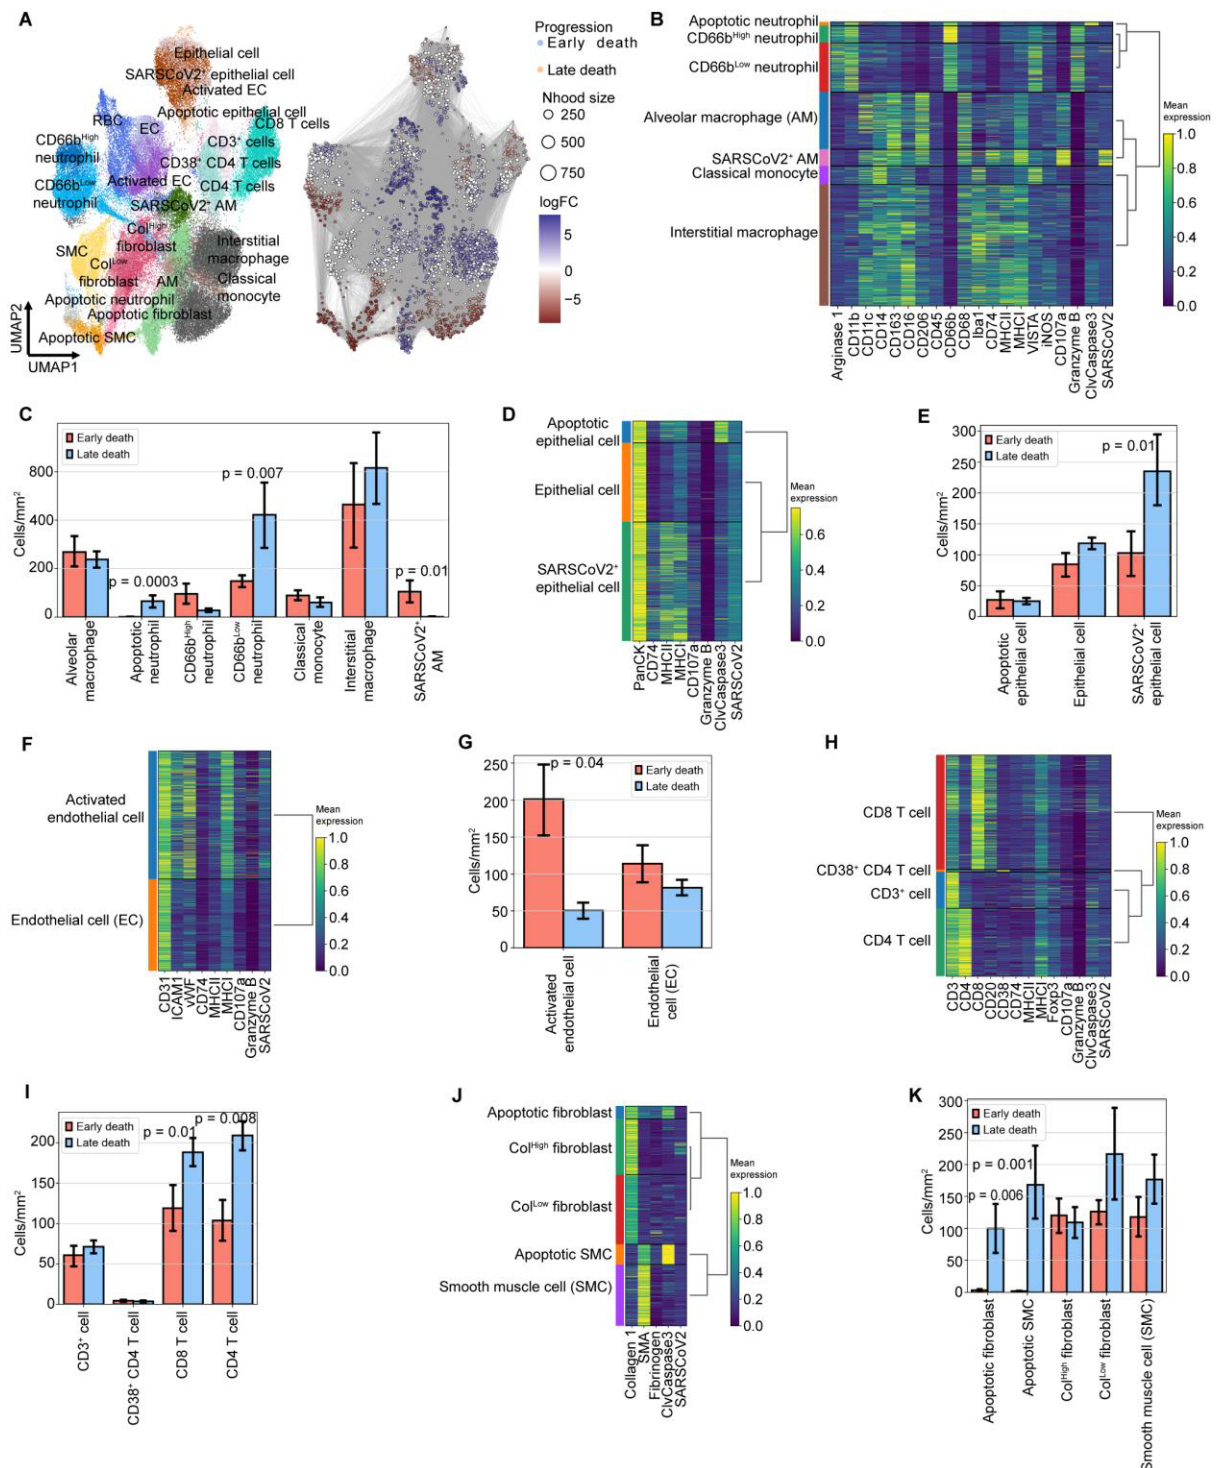 A
Epithelial cell
SARSCoV2⁺ epithelial cell
Activated EC
Apoptotic epithelial cell
RBC
EC
CD8 T cells
CD66bᴴⁱᵍʰ
neutrophil
CD3⁺ cells
CD38⁺ CD4 T cells
CD66bᴸᵒʷ
neutrophil
Activated EC
CD4 T cells
SARSCoV2⁺ AM
Colᴴⁱᵍʰ
fibroblast
SMC
Interstitial
macrophage
Colᴸᵒʷ
fibroblast
AM
Classical
monocyte
Apoptotic neutrophil
Apoptotic fibroblast
Apoptotic SMC
UMAP2
UMAP1
Progression
Early death
Late death
Nhood size
250
500
750
logFC
5
0
−5
B
Apoptotic neutrophil
CD66bᴴⁱᵍʰ neutrophil
CD66bᴸᵒʷ neutrophil
Alveolar macrophage (AM)
SARSCoV2⁺ AM
Classical monocyte
Interstitial macrophage
Arginase 1
CD11b
CD11c
CD14
CD163
CD16
CD206
CD45
CD66b
CD68
Iba1
CD74
MHCII
MHCI
VISTA
iNOS
CD107a
Granzyme B
ClvCaspase3
SARSCoV2
Mean
expression
1.0
0.8
0.6
0.4
0.2
0.0
C
Early death
Late death
Cells/mm²
800
400
200
0
p = 0.0003
p = 0.007
p = 0.01
Alveolar
macrophage
Apoptotic
neutrophil
CD66bᴴⁱᵍʰ
neutrophil
CD66bᴸᵒʷ
neutrophil
Classical
monocyte
Interstitial
macrophage
SARSCoV2⁺
AM
D
Apoptotic
epithelial cell
Epithelial cell
SARSCoV2⁺
epithelial cell
PanCK
CD74
MHCII
MHCI
CD107a
Granzyme B
ClvCaspase3
SARSCoV2
Mean
expression
0.6
0.4
0.2
0.0
E
Early death
Late death
Cells/mm²
300
250
200
150
100
50
0
p = 0.01
Apoptotic
epithelial cell
Epithelial cell
SARSCoV2⁺
epithelial cell
F
Activated
endothelial cell
Endothelial cell (EC)
CD31
ICAM1
vWF
CD74
MHCII
MHCI
CD107a
Granzyme B
SARSCoV2
Mean
expression
1.0
0.8
0.6
0.4
0.2
0.0
G
Early death
Late death
Cells/mm²
250
200
150
100
50
0
p = 0.04
Activated
endothelial cell
Endothelial
cell (EC)
H
CD8 T cell
CD38⁺ CD4 T cell
CD3⁺ cell
CD4 T cell
CD3
CD4
CD8
CD20
CD38
CD74
MHCII
MHCI
Foxp3
CD107a
Granzyme B
ClvCaspase3
SARSCoV2
Mean
expression
1.0
0.8
0.6
0.4
0.2
0.0
I
Early death
Late death
Cells/mm²
200
150
100
50
0
p = 0.01
p = 0.008
CD3⁺ cell
CD38⁺ CD4 T cell
CD8 T cell
CD4 T cell
J
Apoptotic fibroblast
Colᴴⁱᵍʰ fibroblast
Colᴸᵒʷ fibroblast
Apoptotic SMC
Smooth muscle cell (SMC)
Collagen 1
SMA
Fibrinogen
ClvCaspase3
SARSCoV2
Mean
expression
1.0
0.8
0.6
0.4
0.2
0.0
K
Early death
Late death
Cells/mm²
300
250
200
150
100
50
0
p = 0.001
p = 0.006
Apoptotic fibroblast
Apoptotic SMC
Colᴴⁱᵍʰ fibroblast
Colᴸᵒʷ fibroblast
Smooth muscle cell (SMC)